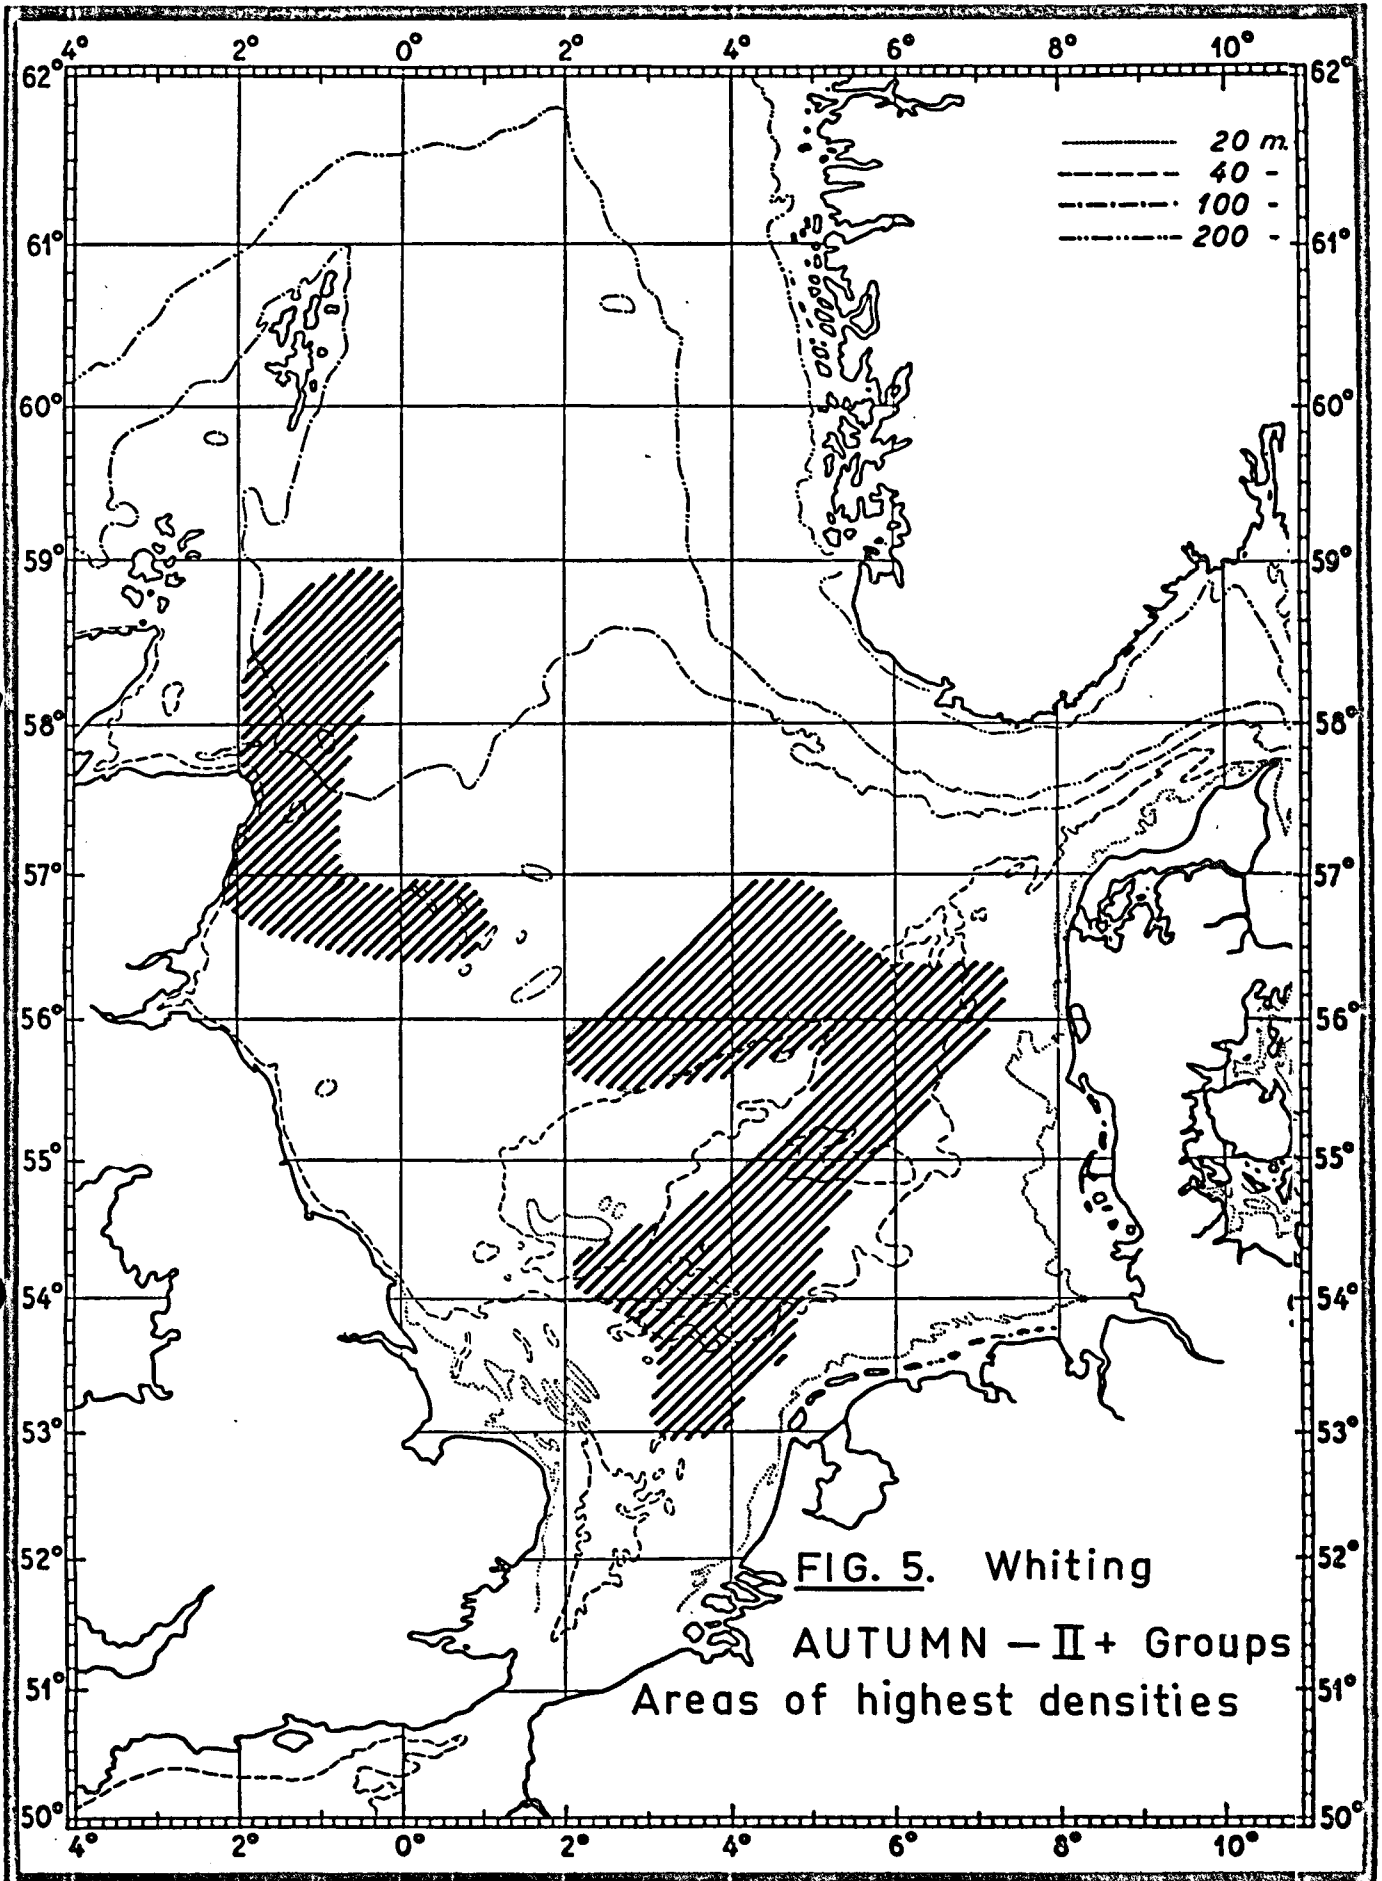 4° 2° 0° 2° 4° 6° 8° 10°
62° 62°
20 m.
40 -
100 -
200 -
61° 61°
60° 60°
59° 59°
58° 58°
57° 57°
56° 56°
55° 55°
54° 54°
53° 53°
52° 52°
FIG. 5. Whiting
AUTUMN — II+ Groups
51° 51°
Areas of highest densities
50° 50°
4° 2° 0° 2° 4° 6° 8° 10°